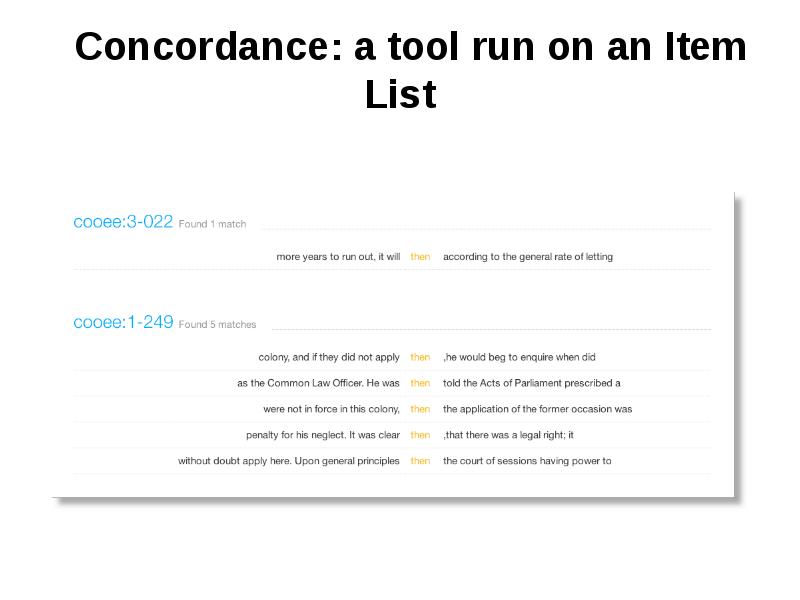 Concordance: a tool run on an Item
List
cooee:3-022 Found 1 match
more years to run out, it will then according to the general rate of letting
cooee:1-249 Found 5 matches
colony, and if they did not apply then ,he would beg to enquire when did
as the Common Law Officer. He was then told the Acts of Parliament prescribed a
were not in force in this colony, then the application of the former occasion was
penalty for his neglect. It was clear then ,that there was a legal right; it
without doubt apply here. Upon general principles then the court of sessions having power to